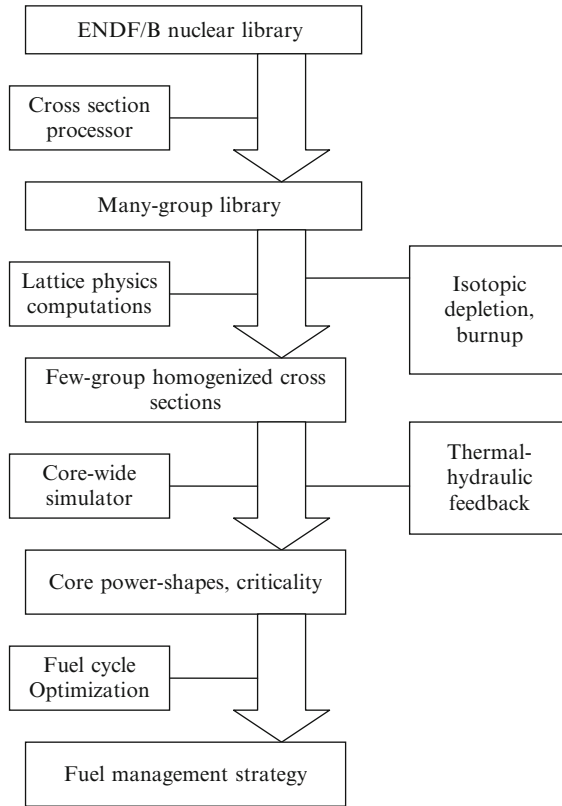 ENDF/B nuclear library
Cross section
processor
Many-group library
Lattice physics
computations
Isotopic
depletion,
burnup
Few-group homogenized cross
sections
Core-wide
simulator
Thermal-
hydraulic
feedback
Core power-shapes, criticality
Fuel cycle
Optimization
Fuel management strategy